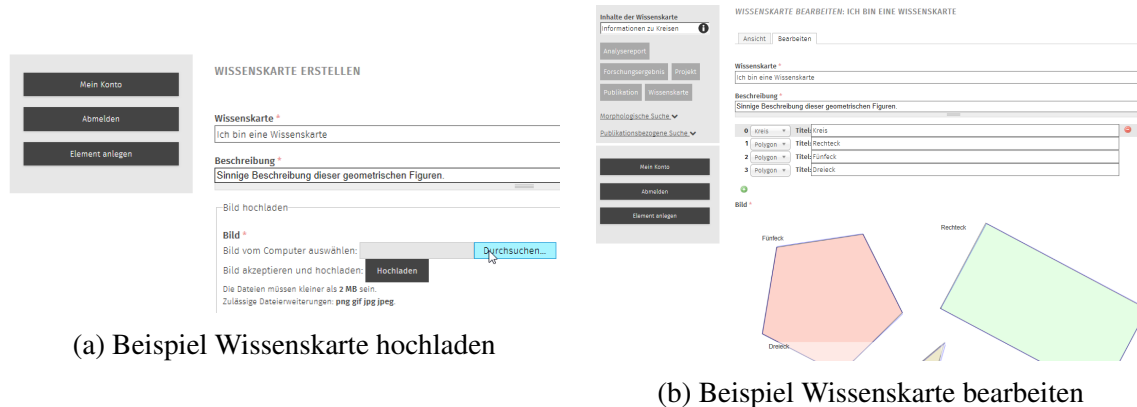 Mein Konto
Abmelden
Element anlegen
WISSENSKARTE ERSTELLEN
Wissenskarte *
Ich bin eine Wissenskarte
Beschreibung *
Sinnige Beschreibung dieser geometrischen Figuren.
Bild hochladen
Bild *
Bild vom Computer auswählen: Durchsuchen...
Bild akzeptieren und hochladen: Hochladen
Die Dateien müssen kleiner als 2 MB sein.
Zulässige Dateierweiterungen: png gif jpg jpeg.
(a) Beispiel Wissenskarte hochladen
Inhalte der Wissenskarte
Informationen zu Kreisen
Analysereport
Forschungsergebnis Projekt
Publikation Wissenskarte
Morphologische Suche
Publikationsbezogene Suche
Mein Konto
Abmelden
Element anlegen
WISSENSKARTE BEARBEITEN: ICH BIN EINE WISSENSKARTE
Ansicht Bearbeiten
Wissenskarte *
Ich bin eine Wissenskarte
Beschreibung *
Sinnige Beschreibung dieser geometrischen Figuren.
0 Kreis Titel: Kreis
1 Polygon Titel: Rechteck
2 Polygon Titel: Fünfeck
3 Polygon Titel: Dreieck
Bild *
Fünfeck
Rechteck
Dreieck
(b) Beispiel Wissenskarte bearbeiten